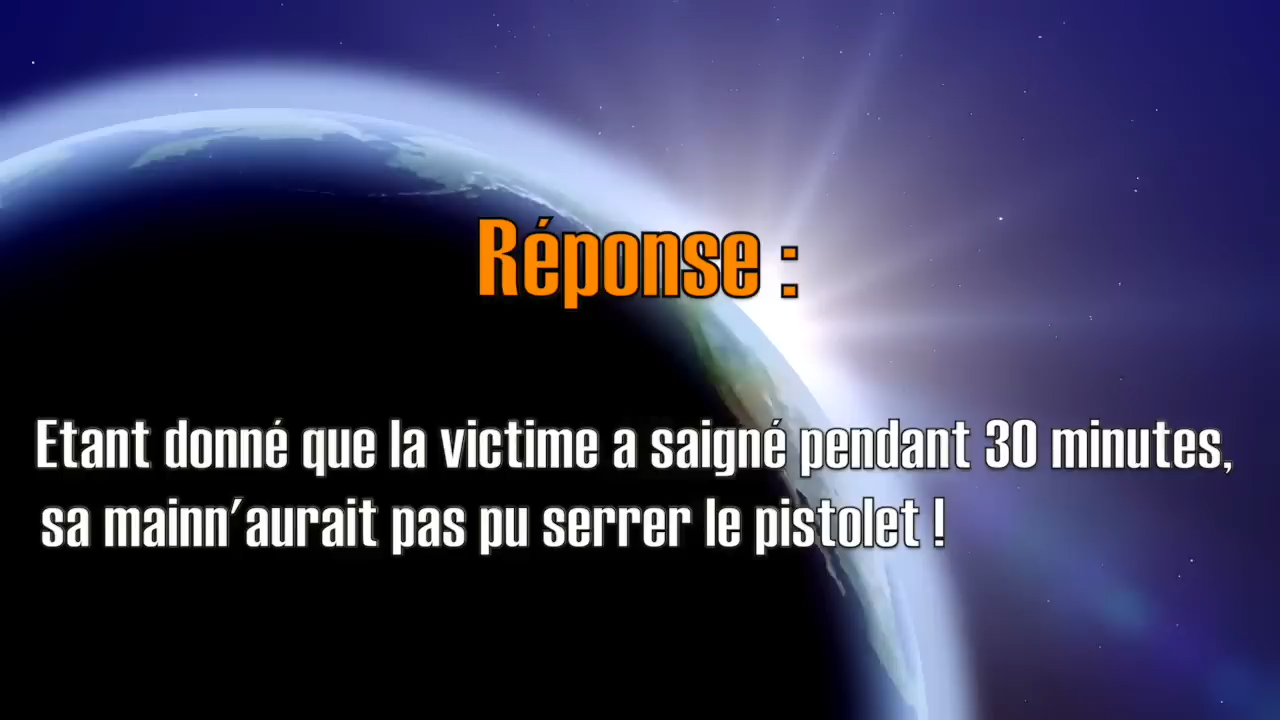 Réponse :
Etant donné que la victime a saigné pendant 30 minutes,
sa mainn'aurait pas pu serrer le pistolet !